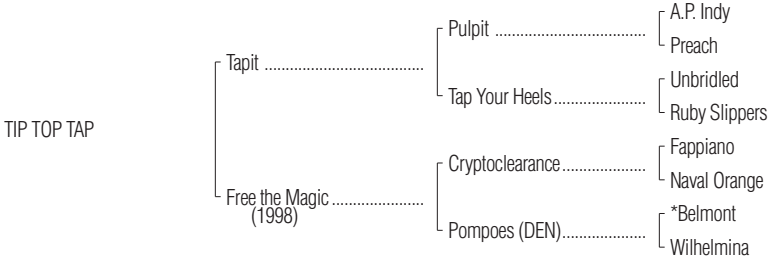 A.P. Indy
Pulpit ......................................
Preach
Tapit ........................................
Unbridled
Tap Your Heels.......................
Ruby Slippers
TIP TOP TAP
Fappiano
Cryptoclearance.....................
Naval Orange
Free the Magic .......................
(1998)
*Belmont
Pompoes (DEN).....................
Wilhelmina